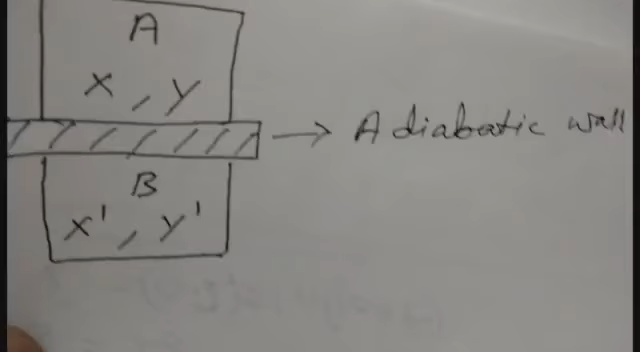 A
X , Y
→ Adiabatic wall
B
X' , Y'